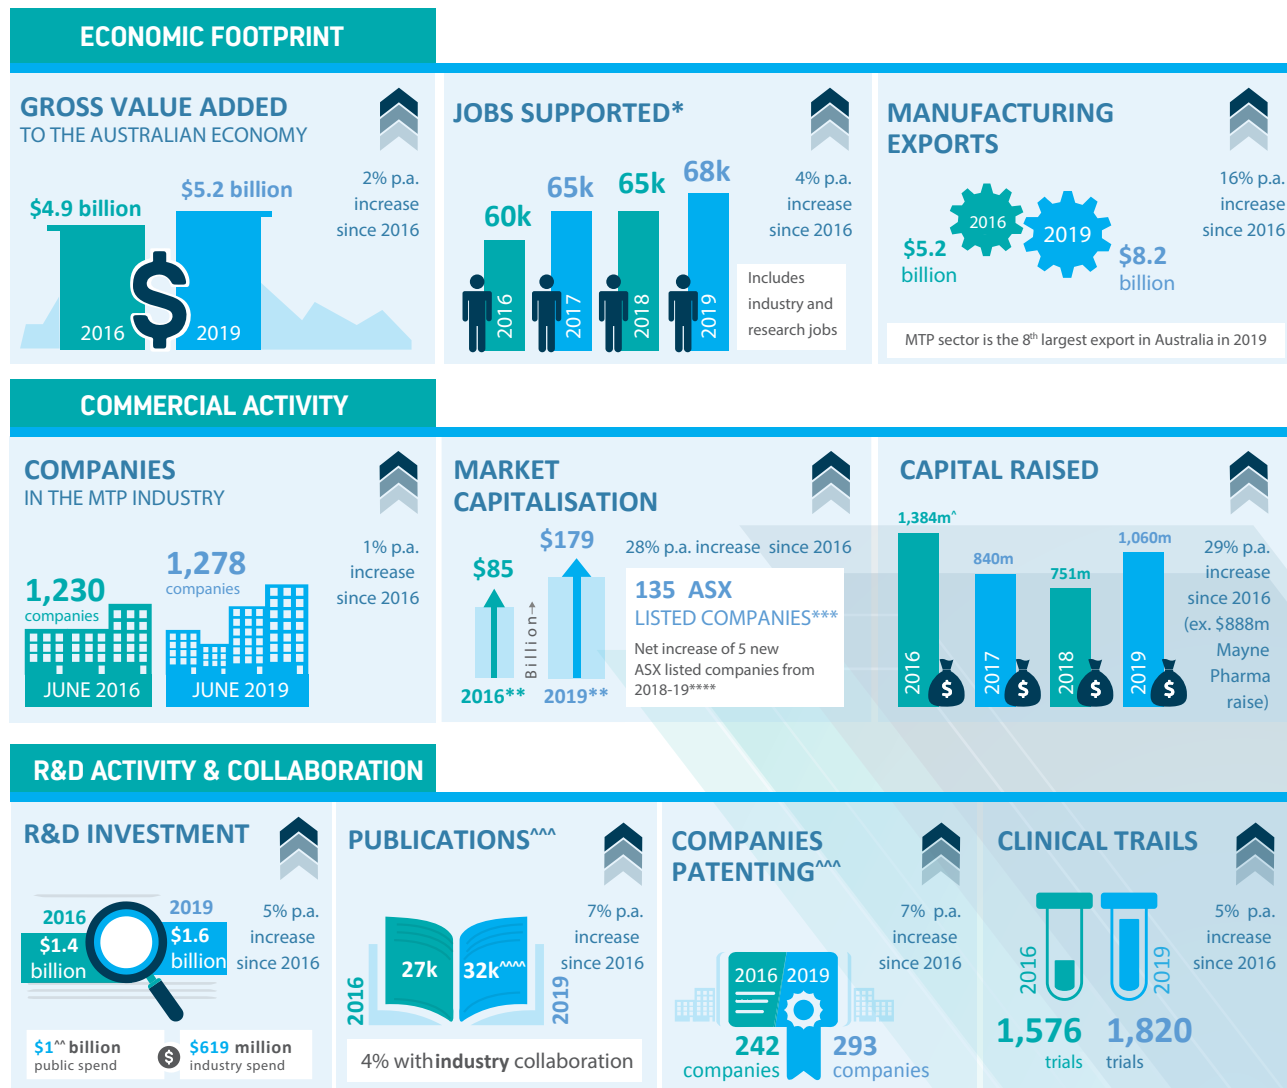 ECONOMIC FOOTPRINT
GROSS VALUE ADDED
TO THE AUSTRALIAN ECONOMY
2% p.a.
increase
since 2016
$4.9 billion
$5.2 billion
$
2016
2019
JOBS SUPPORTED*
4% p.a.
increase
since 2016
60k
65k
65k
68k
2016
2017
2018
2019
Includes
industry and
research jobs
MANUFACTURING
EXPORTS
16% p.a.
increase
since 2016
2016
2019
$5.2
billion
$8.2
billion
MTP sector is the 8th largest export in Australia in 2019
COMMERCIAL ACTIVITY
COMPANIES
IN THE MTP INDUSTRY
1% p.a.
increase
since 2016
1,230
companies
1,278
companies
JUNE 2016
JUNE 2019
MARKET
CAPITALISATION
28% p.a. increase since 2016
$85
$179
Billion→
2016**
2019**
135 ASX
LISTED COMPANIES***
Net increase of 5 new
ASX listed companies from
2018-19****
CAPITAL RAISED
1,384m^
840m
751m
1,060m
2016
$
2017
$
2018
$
2019
$
29% p.a.
increase
since 2016
(ex. $888m
Mayne
Pharma
raise)
R&D ACTIVITY & COLLABORATION
R&D INVESTMENT
5% p.a.
increase
since 2016
2016
$1.4
billion
2019
$1.6
billion
$1^^ billion
public spend
$
$619 million
industry spend
PUBLICATIONS^^^
7% p.a.
increase
since 2016
2016
27k
32k^^^^
2019
4% with industry collaboration
COMPANIES
PATENTING^^^
7% p.a.
increase
since 2016
2016
2019
242
companies
293
companies
CLINICAL TRAILS
5% p.a.
increase
since 2016
2016
2019
1,576
trials
1,820
trials